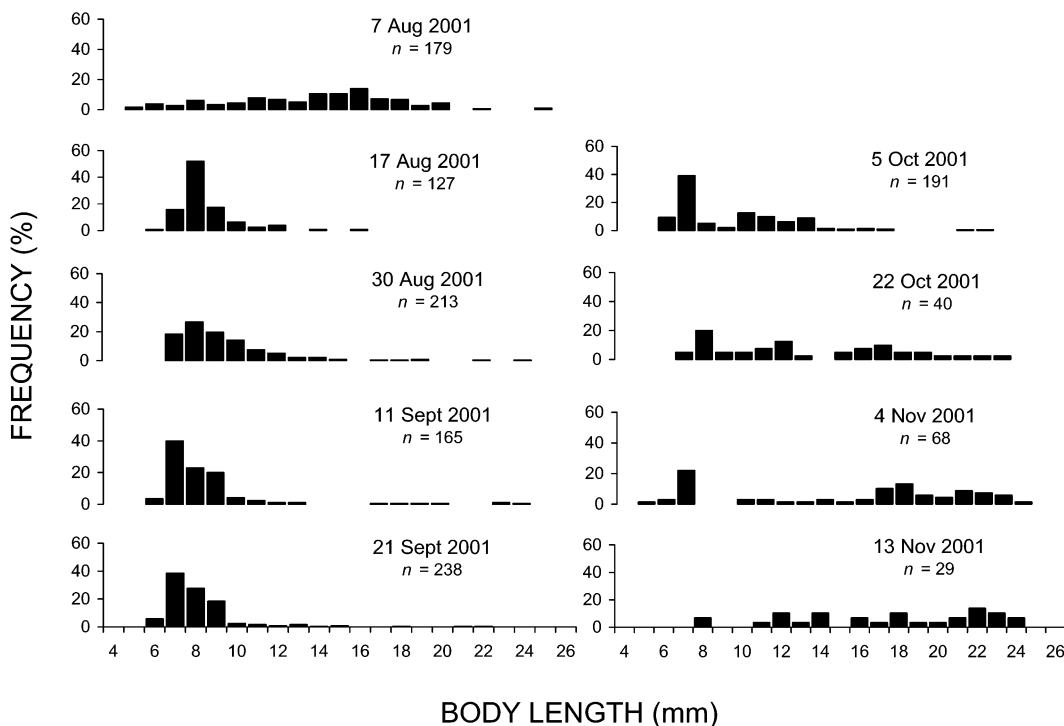 FREQUENCY (%)
60
40
20
0
7 Aug 2001
n = 179
60
40
20
0
17 Aug 2001
n = 127
60
40
20
0
30 Aug 2001
n = 213
60
40
20
0
11 Sept 2001
n = 165
60
40
20
0
21 Sept 2001
n = 238
4 6 8 10 12 14 16 18 20 22 24 26
60
40
20
0
5 Oct 2001
n = 191
60
40
20
0
22 Oct 2001
n = 40
60
40
20
0
4 Nov 2001
n = 68
60
40
20
0
13 Nov 2001
n = 29
4 6 8 10 12 14 16 18 20 22 24 26
BODY LENGTH (mm)